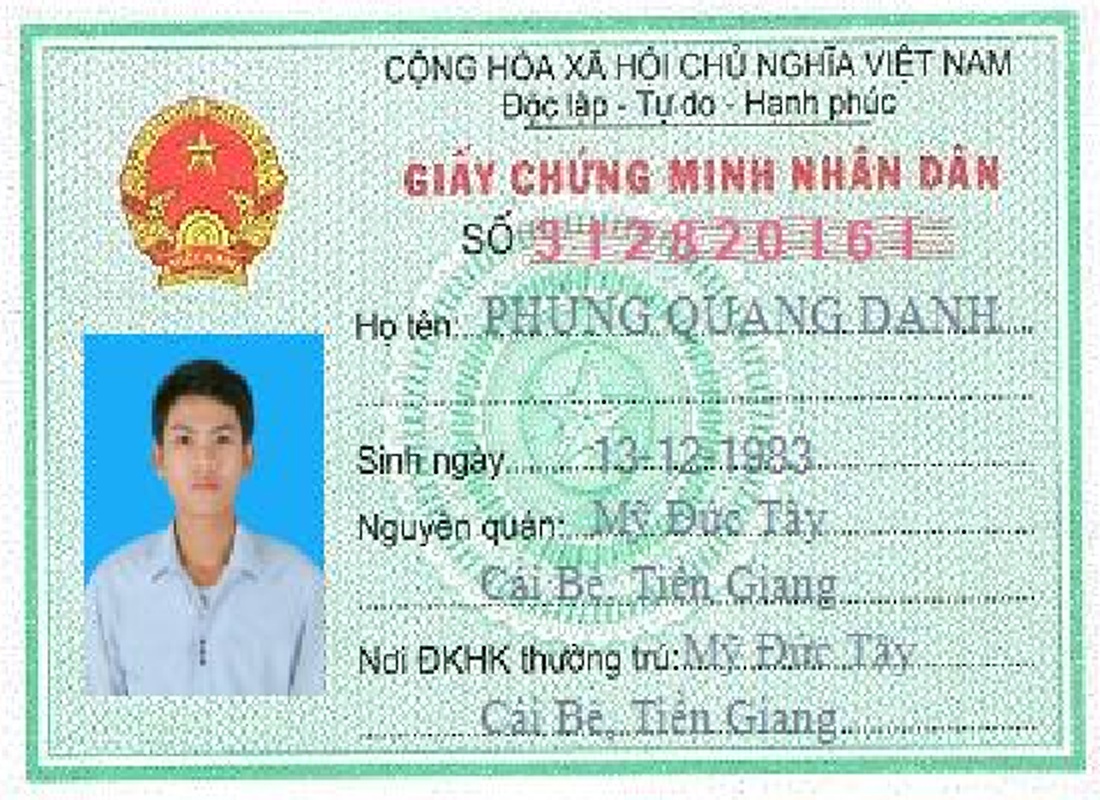 CỘNG HÒA XÃ HỘI CHỦ NGHĨA VIỆT NAM
Độc lập - Tự do - Hạnh phúc
GIẤY CHỨNG MINH NHÂN DÂN
SỐ 312820161
Họ tên: PHÙNG QUANG DANH
Sinh ngày 13-12-1983
Nguyên quán: Mỹ Đức Tây
Cái Bè, Tiền Giang
Nơi ĐKHK thường trú: Mỹ Đức Tây
Cái Bè, Tiền Giang